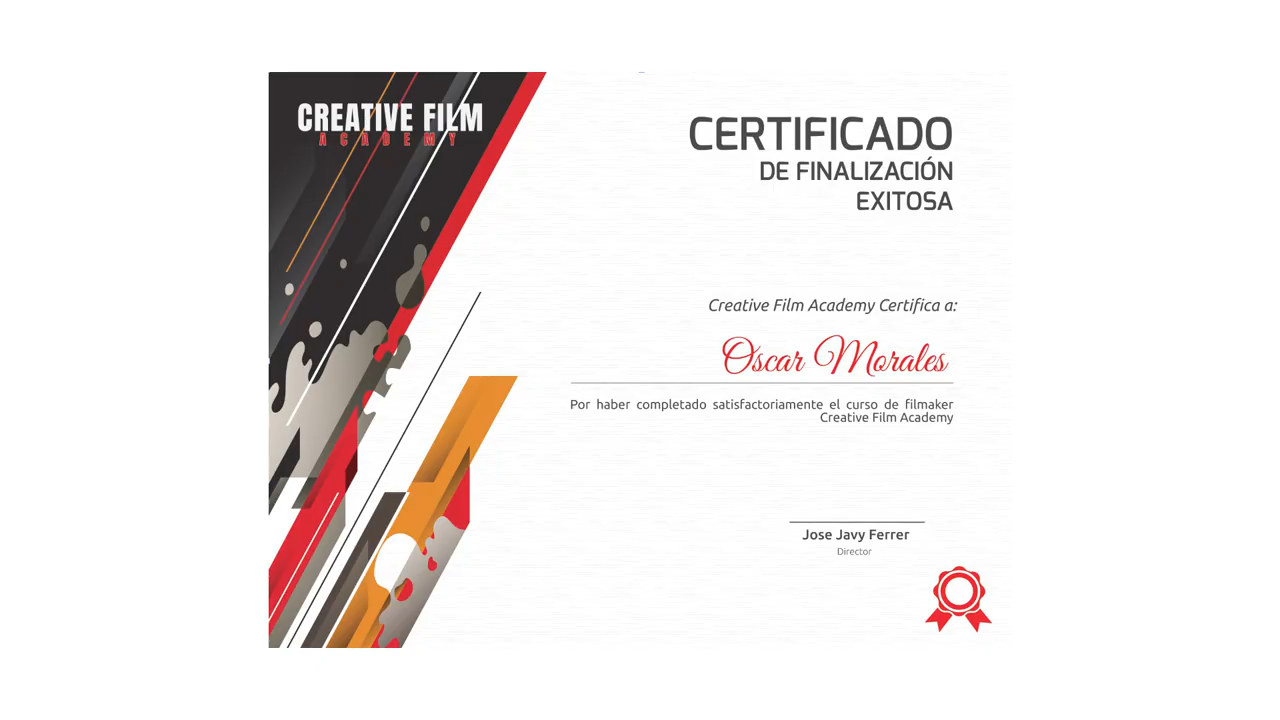 CREATIVE FILM
ACADEMY
CERTIFICADO
DE FINALIZACIÓN
EXITOSA
Creative Film Academy Certifica a:
Oscar Morales
Por haber completado satisfactoriamente el curso de filmaker
Creative Film Academy
Jose Javy Ferrer
Director